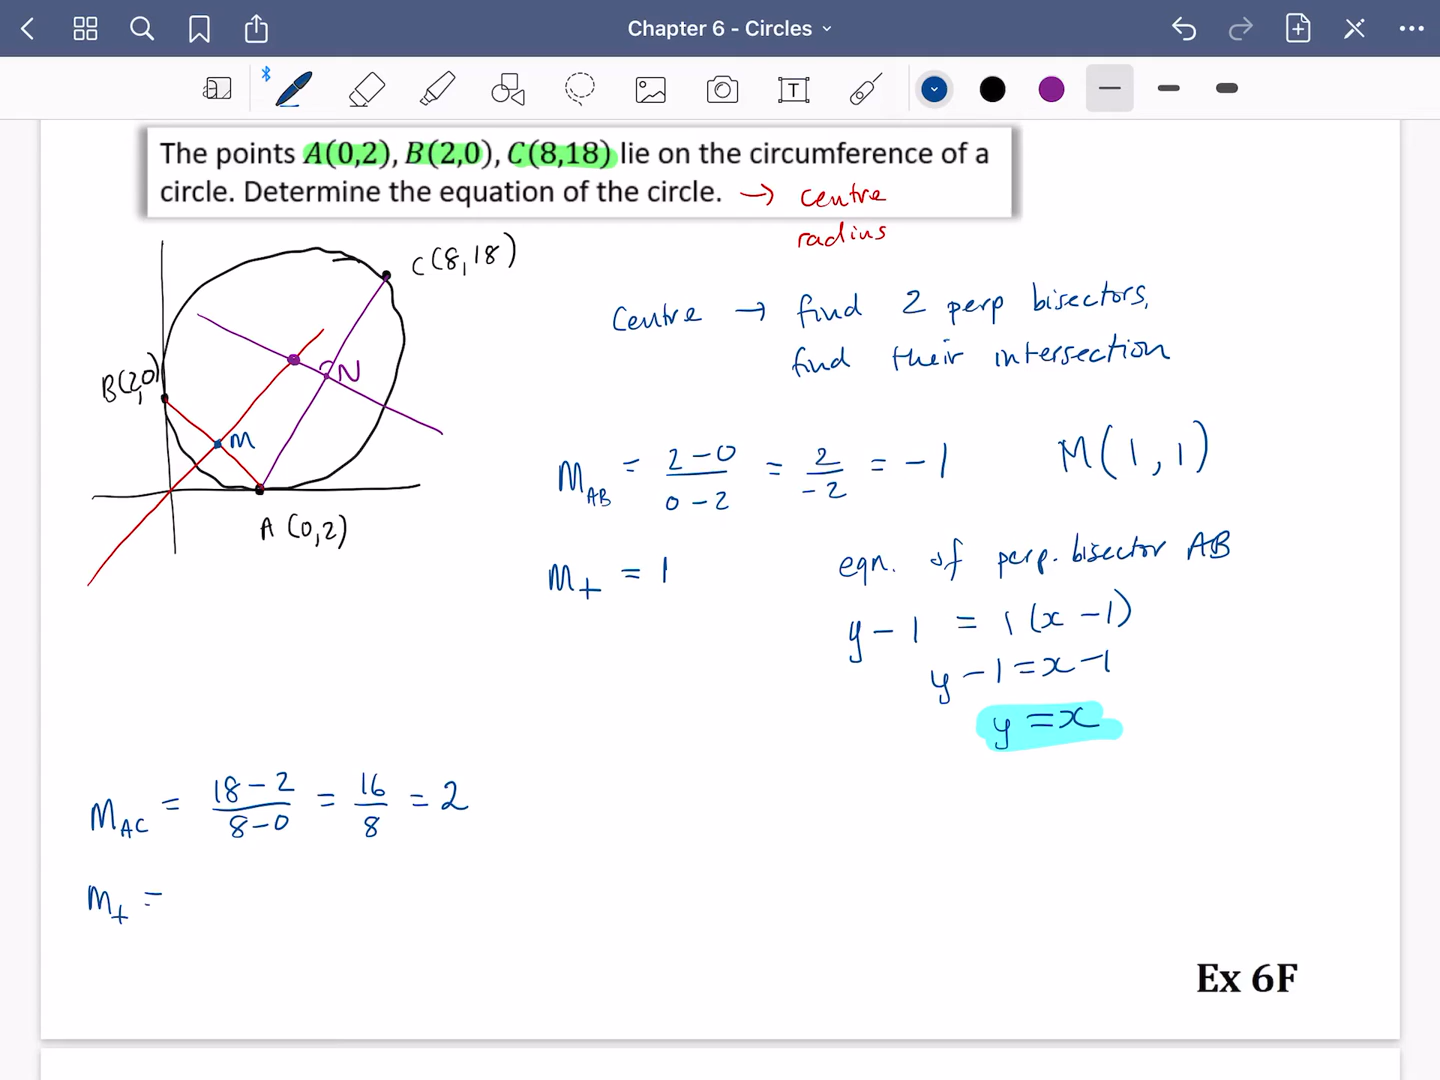 Chapter 6 - Circles
The points A(0,2), B(2,0), C(8,18) lie on the circumference of a
circle. Determine the equation of the circle. → centre
radius
C(8,18)
B(2,0)
M
N
A(0,2)
Centre → find 2 perp bisectors,
find their intersection
m_AB = (2-0)/(0-2) = 2/-2 = -1
M(1,1)
m_⊥ = 1
eqn. of perp. bisector AB
y-1 = 1(x-1)
y-1=x-1
y=x
m_AC = (18-2)/(8-0) = 16/8 = 2
m_⊥ =
Ex 6F